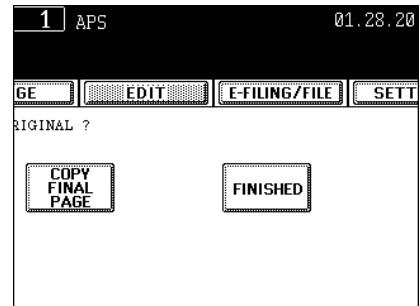 1 APS 01.28.20
GE EDIT E-FILING/FILE SETT
RIGINAL ?
COPY
FINAL
PAGE
FINISHED